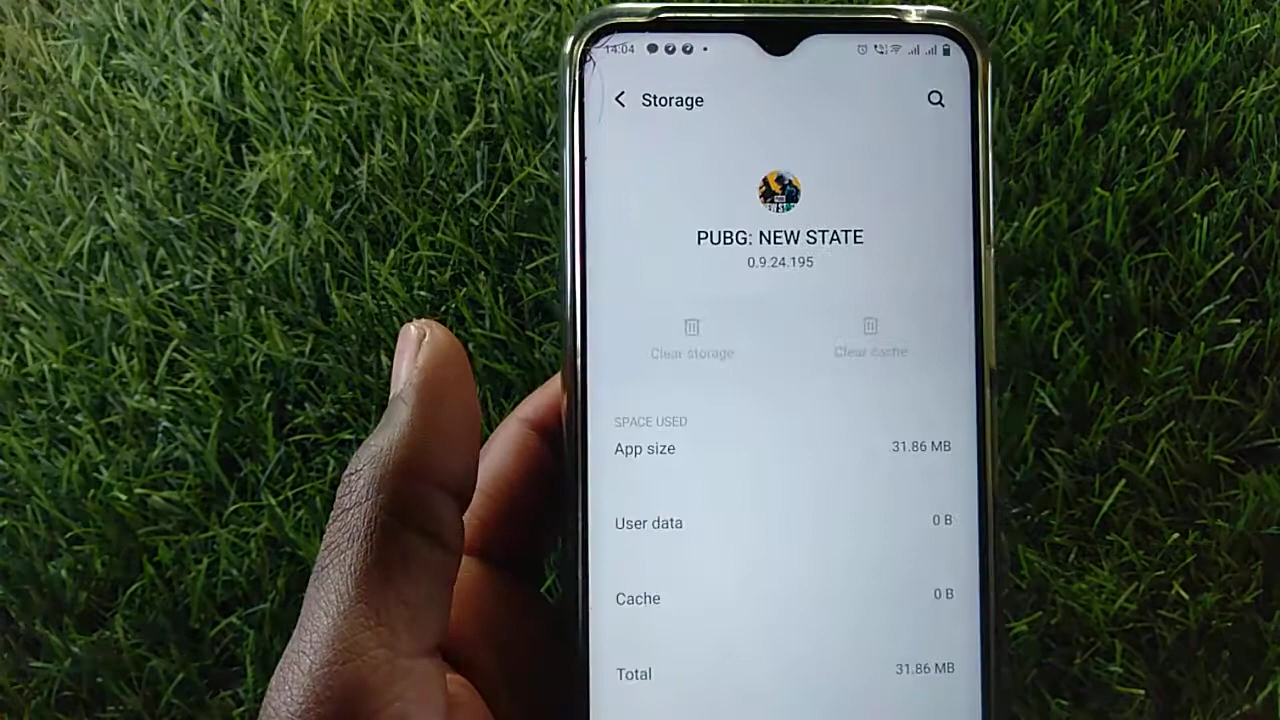 14:04
Storage
PUBG: NEW STATE
0.9.24.195
Clear storage
Clear cache
SPACE USED
App size 31.86 MB
User data 0 B
Cache 0 B
Total 31.86 MB